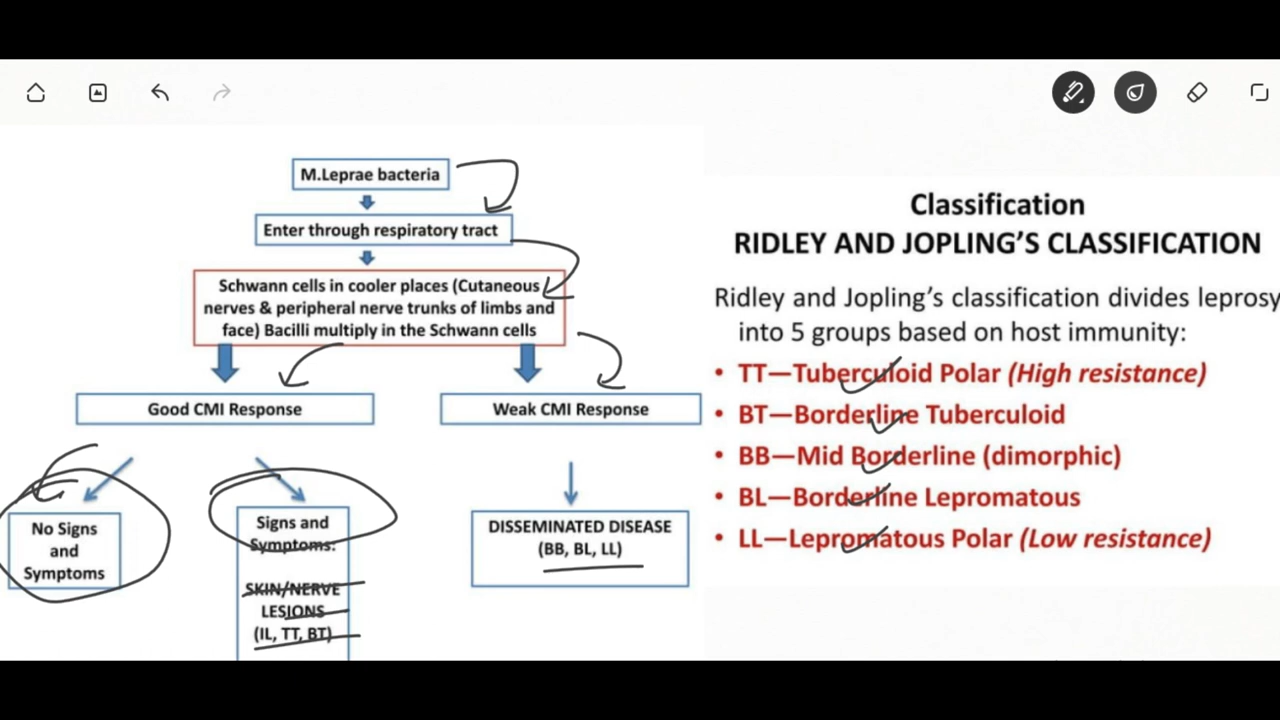 M.Leprae bacteria
Enter through respiratory tract
Schwann cells in cooler places (Cutaneous
nerves & peripheral nerve trunks of limbs and
face) Bacilli multiply in the Schwann cells
Good CMI Response
Weak CMI Response
No Signs
and
Symptoms
Signs and
Symptoms:
SKIN/NERVE
LESIONS
(IL, TT, BT)
DISSEMINATED DISEASE
(BB, BL, LL)
Classification
RIDLEY AND JOPLING'S CLASSIFICATION
Ridley and Jopling's classification divides leprosy
into 5 groups based on host immunity:
• TT—Tuberculoid Polar (High resistance)
• BT—Borderline Tuberculoid
• BB—Mid Borderline (dimorphic)
• BL—Borderline Lepromatous
• LL—Lepromatous Polar (Low resistance)